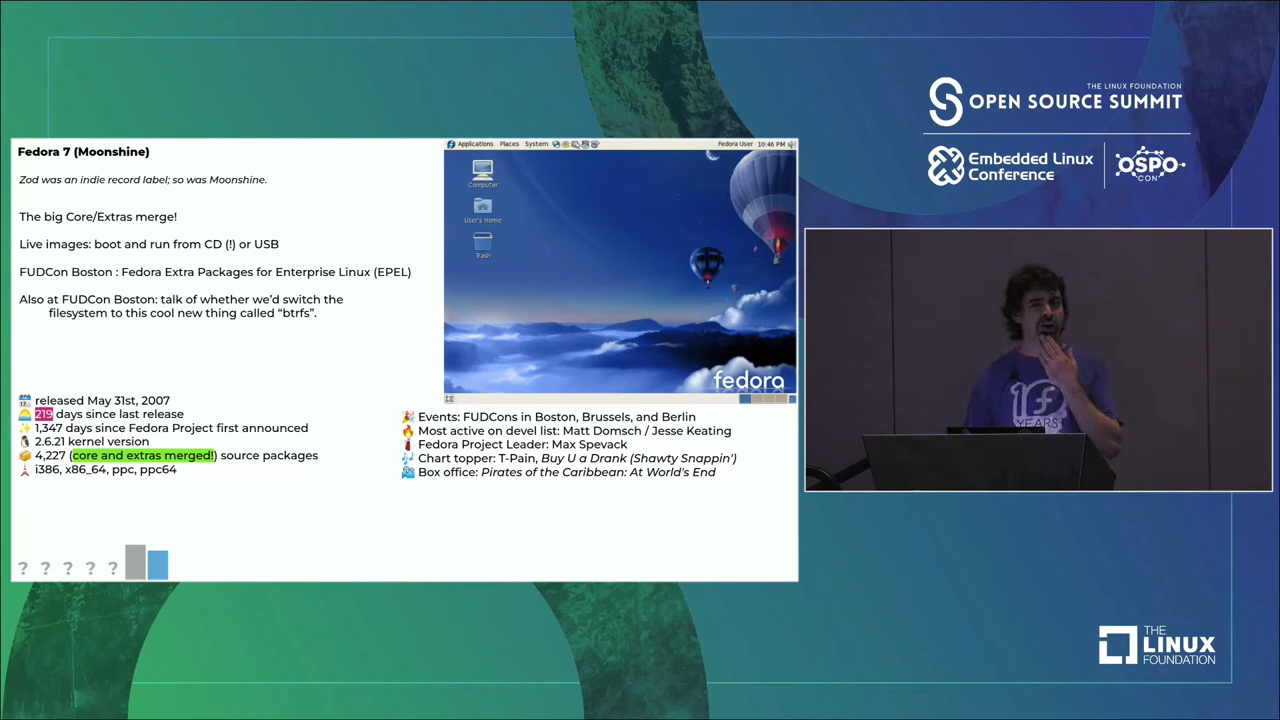 Fedora 7 (Moonshine)
Zod was an indie record label; so was Moonshine.
The big Core/Extras merge!
Live images: boot and run from CD (!) or USB
FUDCon Boston : Fedora Extra Packages for Enterprise Linux (EPEL)
Also at FUDCon Boston: talk of whether we’d switch the
filesystem to this cool new thing called “btrfs”.
released May 31st, 2007
219 days since last release
1,347 days since Fedora Project first announced
2.6.21 kernel version
4,227 (core and extras merged!) source packages
i386, x86_64, ppc, ppc64
? ? ? ? ?
Applications Places System
Fedora User 10:46 PM
Computer
User's Home
Trash
fedora
Events: FUDCons in Boston, Brussels, and Berlin
Most active on devel list: Matt Domsch / Jesse Keating
Fedora Project Leader: Max Spevack
Chart topper: T-Pain, Buy U a Drank (Shawty Snappin')
Box office: Pirates of the Caribbean: At World's End
THE LINUX FOUNDATION
OPEN SOURCE SUMMIT
Embedded Linux
Conference
OSPO
CON
YEARS
THE
LINUX
FOUNDATION